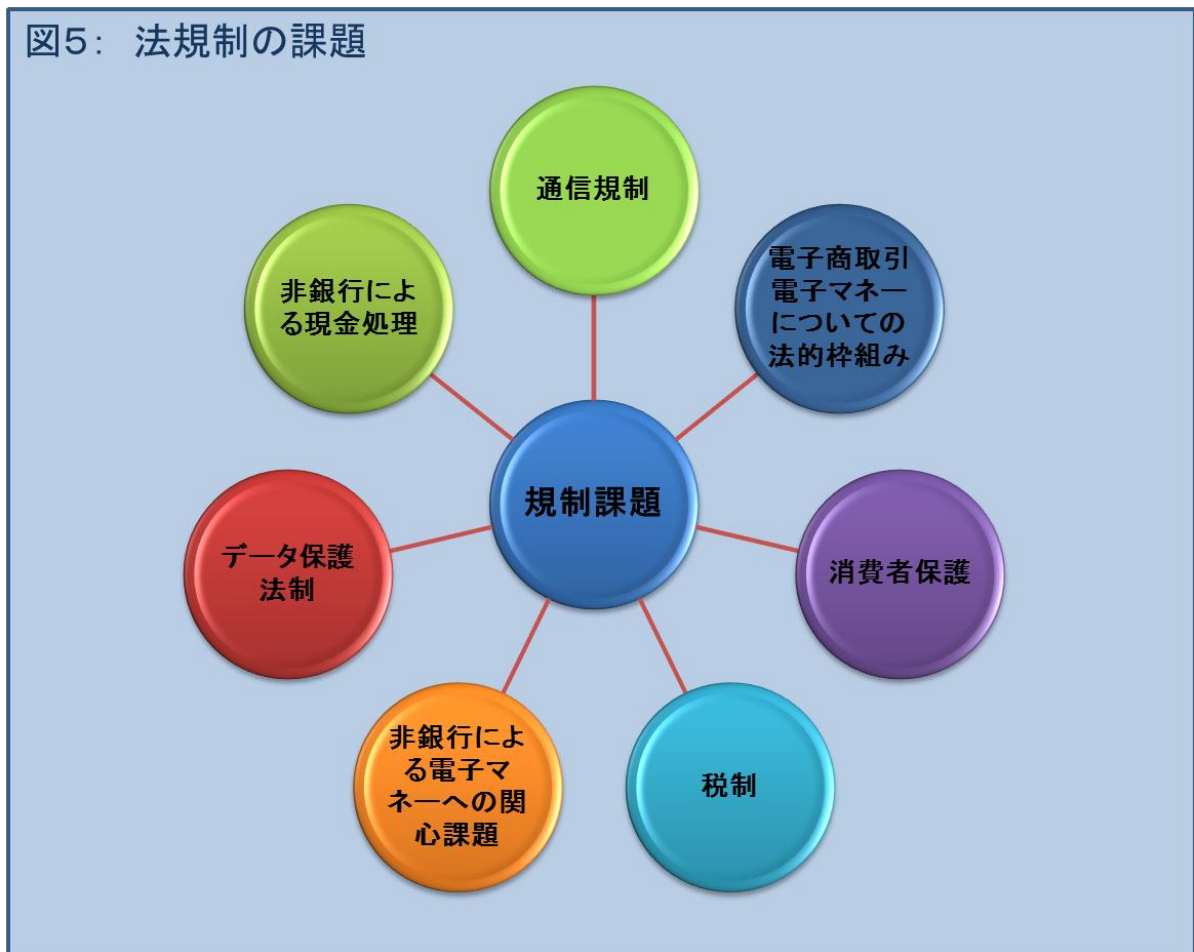 図5： 法規制の課題
通信規制
電子商取引
電子マネー
についての
法的枠組み
消費者保護
税制
非銀行によ
る電子マ
ネーへの関
心課題
データ保護
法制
非銀行によ
る現金処理
規制課題